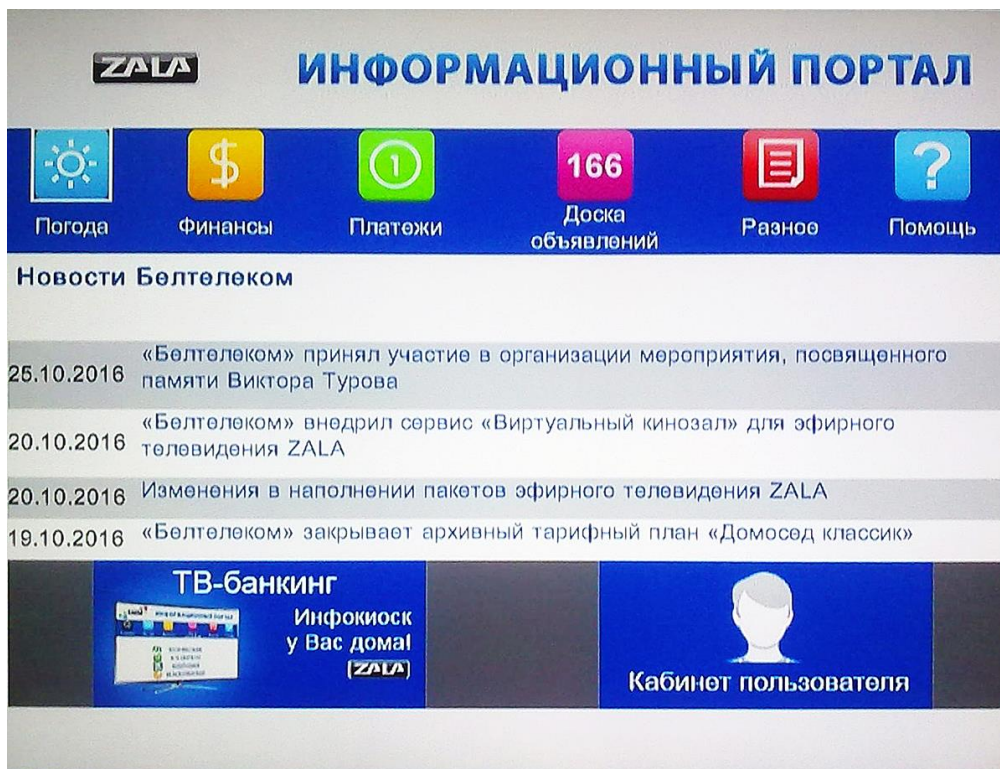 ZALA
ИНФОРМАЦИОННЫЙ ПОРТАЛ
$
1
166
?
Погода
Финансы
Платежи
Доска
объявлений
Разное
Помощь
Новости Белтелеком
25.10.2016
«Белтелеком» принял участие в организации мероприятия, посвященного
памяти Виктора Турова
20.10.2016
«Белтелеком» внедрил сервис «Виртуальный кинозал» для эфирного
телевидения ZALA
20.10.2016
Изменения в наполнении пакетов эфирного телевидения ZALA
19.10.2016
«Белтелеком» закрывает архивный тарифный план «Домосед классик»
ТВ-банкинг
Инфокиоск
у Вас дома!
ZALA
Кабинет пользователя